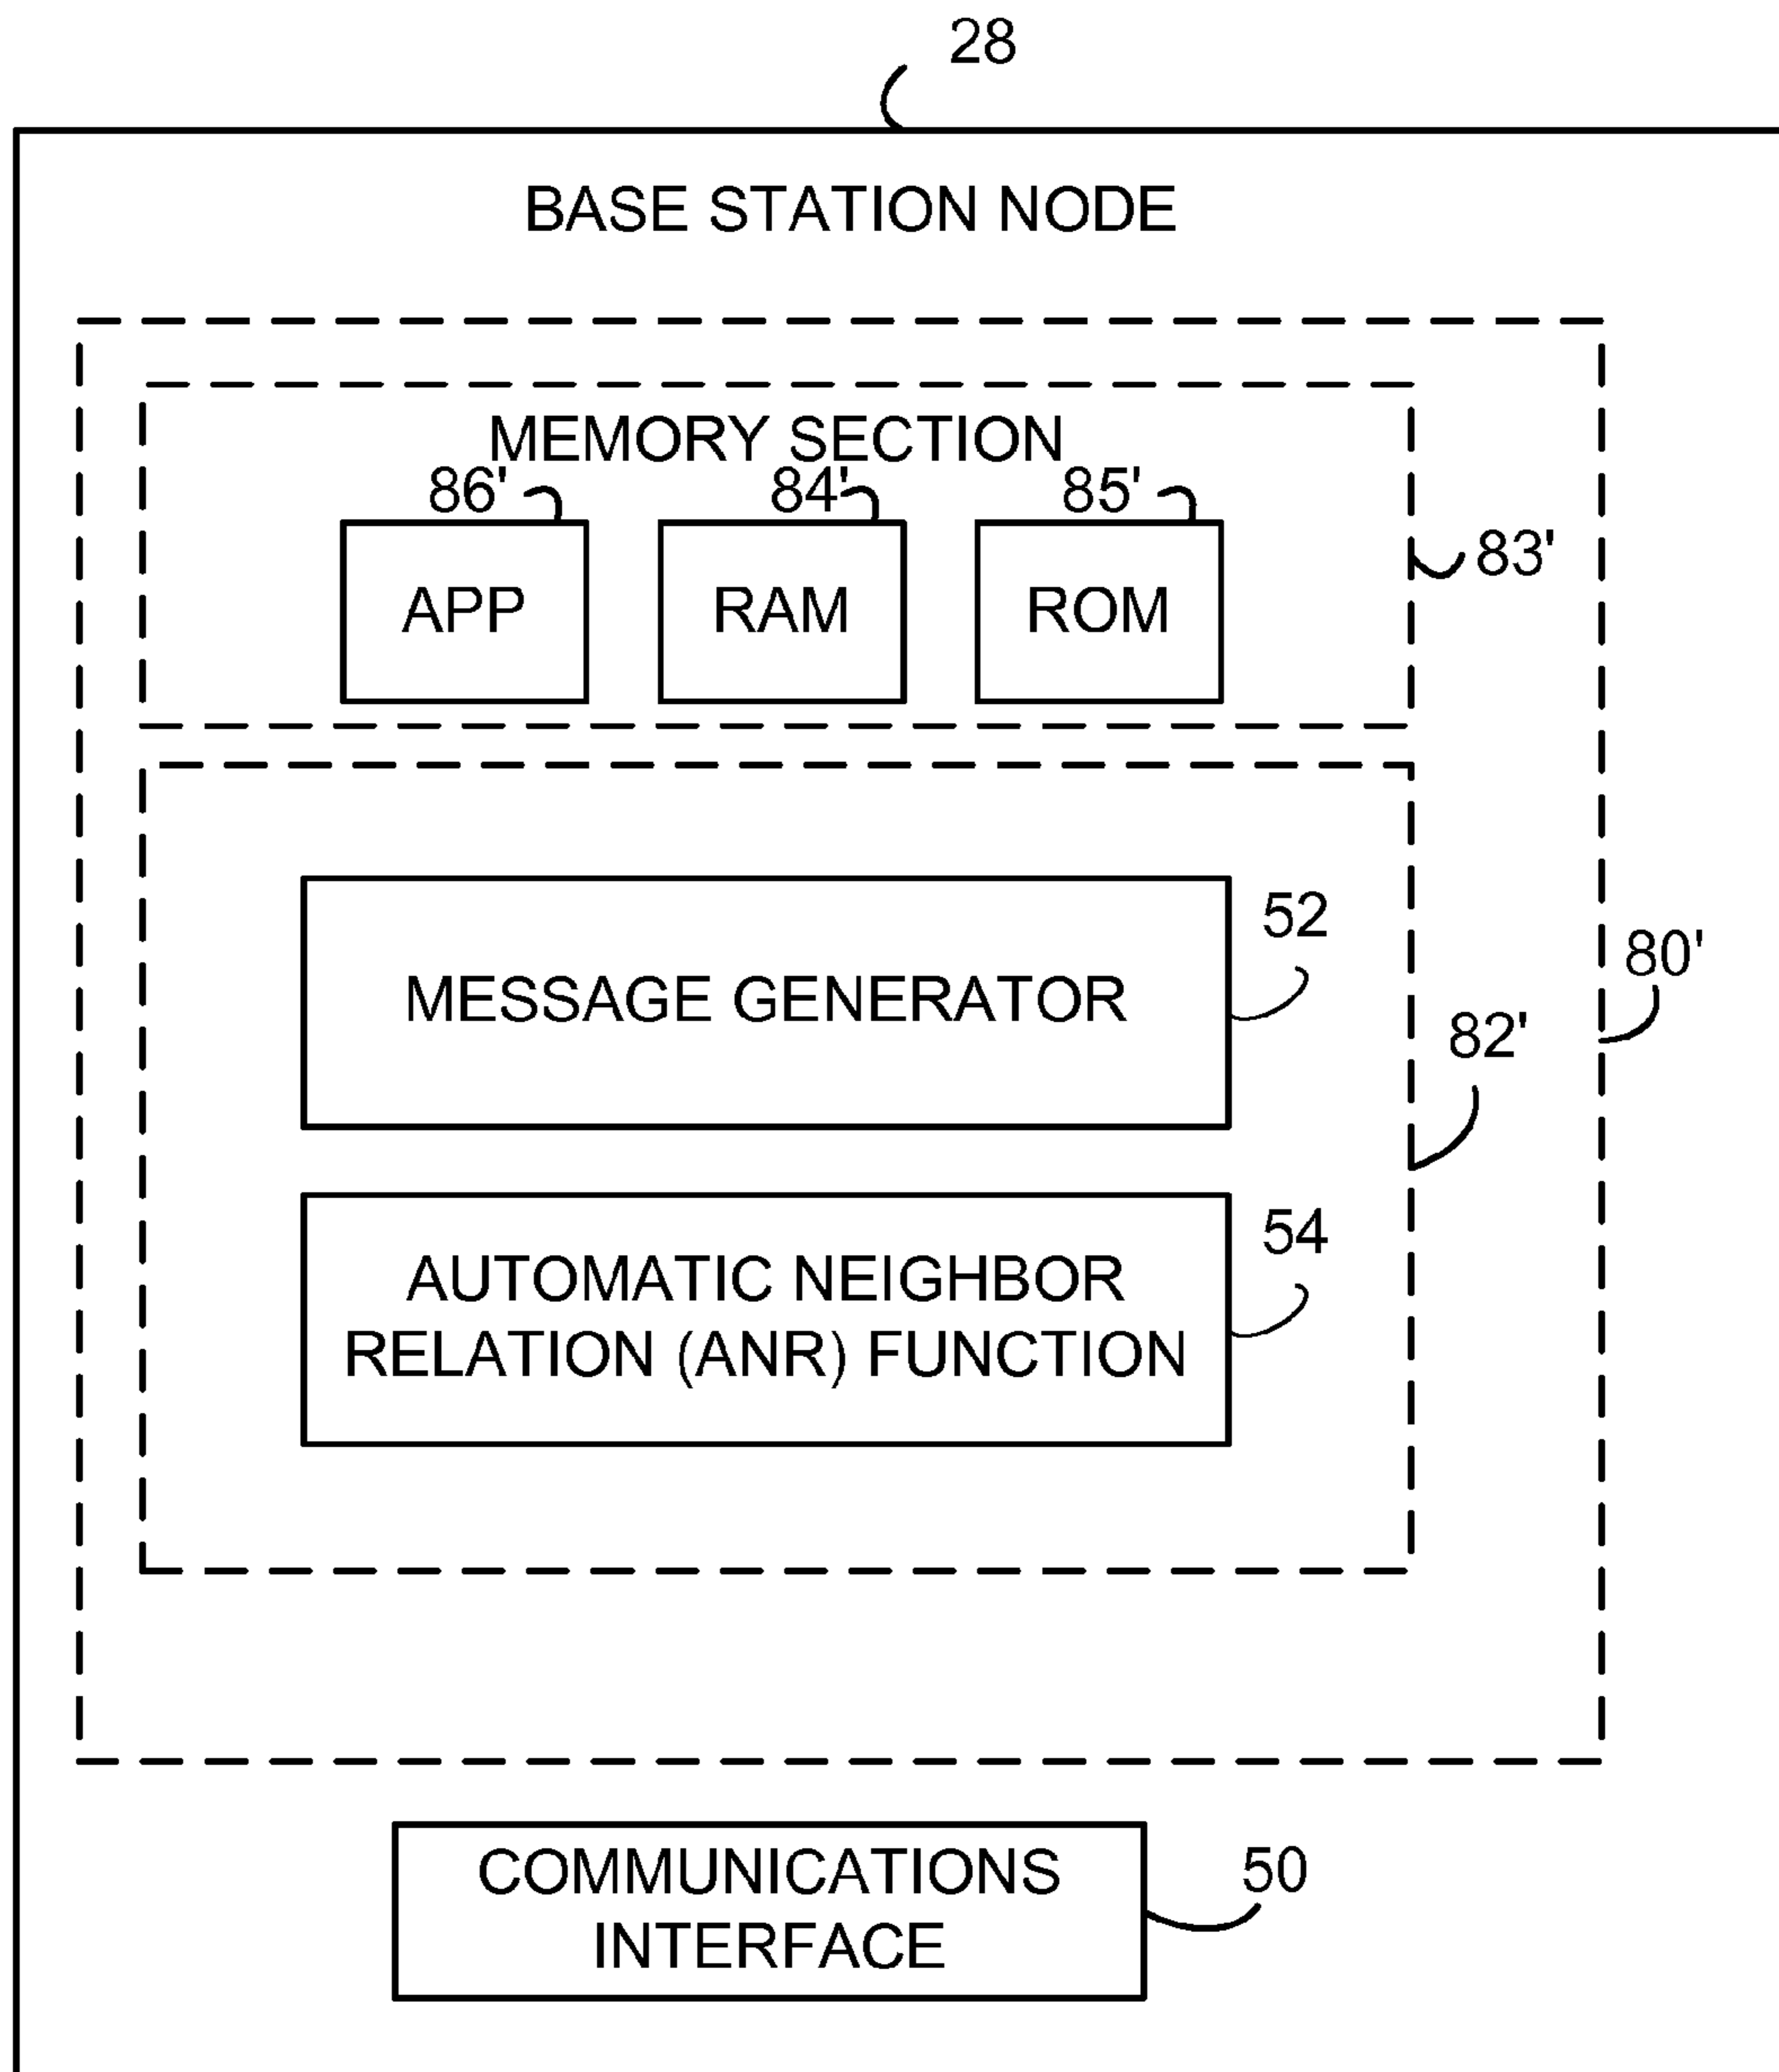 28
BASE STATION NODE
MEMORY SECTION
86' 84' 85'
83'
APP RAM ROM
52
80'
MESSAGE GENERATOR
82'
54
AUTOMATIC NEIGHBOR
RELATION (ANR) FUNCTION
50
COMMUNICATIONS
INTERFACE